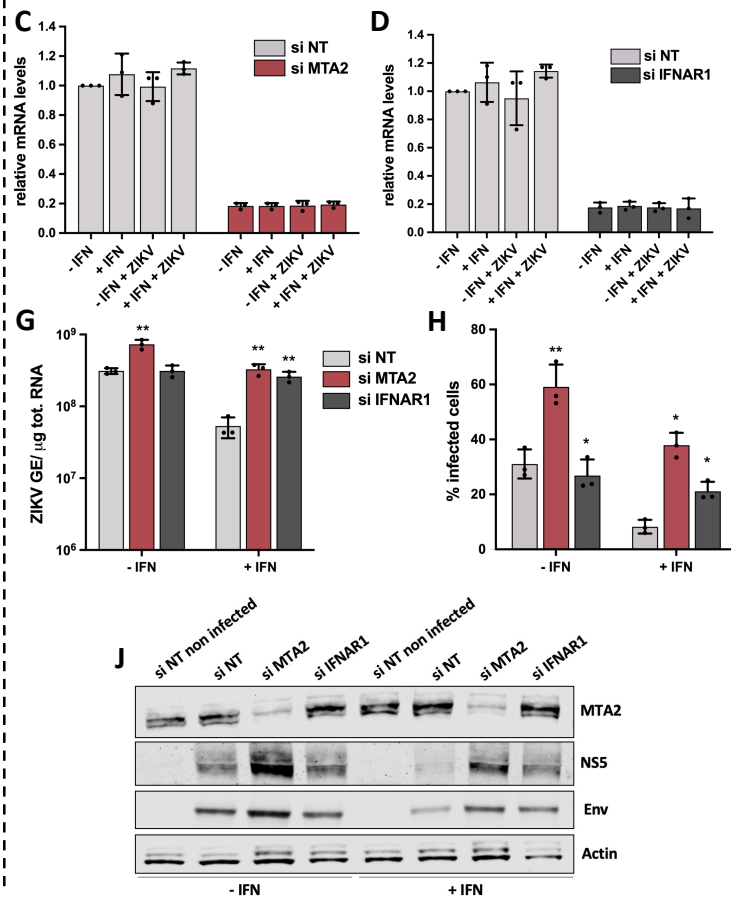 C
relative mRNA levels
1.4
1.2
1.0
0.8
0.6
0.4
0.2
0.0
si NT
si MTA2
- IFN
+ IFN
- IFN + ZIKV
+ IFN + ZIKV
- IFN
+ IFN
- IFN + ZIKV
+ IFN + ZIKV
D
relative mRNA levels
1.4
1.2
1.0
0.8
0.6
0.4
0.2
0.0
si NT
si IFNAR1
- IFN
+ IFN
- IFN + ZIKV
+ IFN + ZIKV
- IFN
+ IFN
- IFN + ZIKV
+ IFN + ZIKV
G
ZIKV GE/ µg tot. RNA
10⁹
10⁸
10⁷
10⁶
**
**
**
- IFN
+ IFN
si NT
si MTA2
si IFNAR1
H
% infected cells
80
60
40
20
0
**
*
*
*
- IFN
+ IFN
J
si NT non infected
si NT
si MTA2
si IFNAR1
si NT non infected
si NT
si MTA2
si IFNAR1
MTA2
NS5
Env
Actin
- IFN
+ IFN